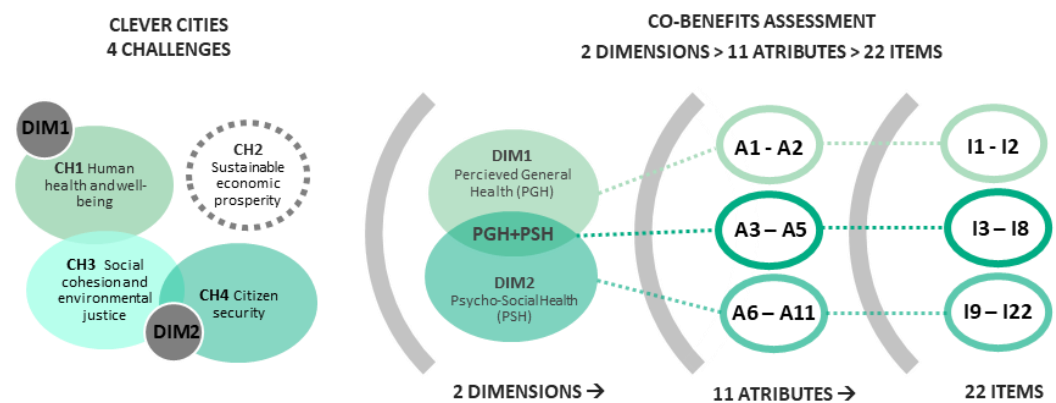 CLEVER CITIES
4 CHALLENGES
DIM1
CH1 Human
health and well-
being
CH2
Sustainable
economic
prosperity
CH3 Social
cohesion and
environmental
justice
CH4 Citizen
security
DIM2
CO-BENEFITS ASSESSMENT
2 DIMENSIONS > 11 ATRIBUTES > 22 ITEMS
DIM1
Percieved General
Health (PGH)
PGH+PSH
DIM2
Psycho-Social Health
(PSH)
A1 - A2
A3 – A5
A6 – A11
I1 - I2
I3 – I8
I9 – I22
2 DIMENSIONS →
11 ATRIBUTES →
22 ITEMS